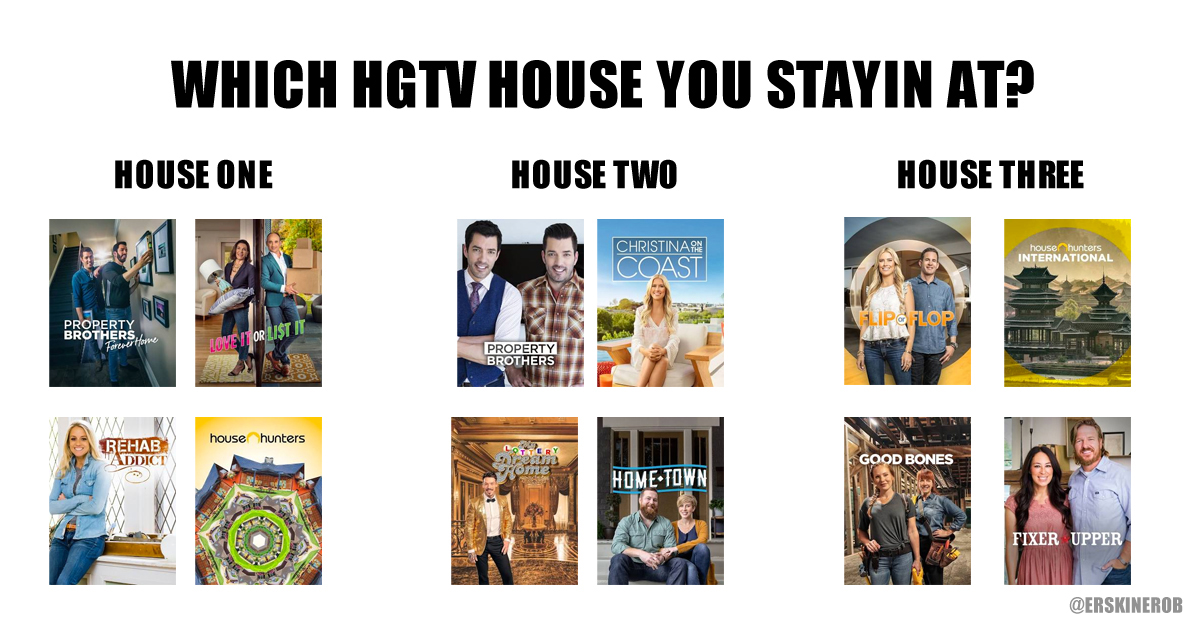 WHICH HGTV HOUSE YOU STAYIN AT?
HOUSE ONE
HOUSE TWO
HOUSE THREE
PROPERTY
BROTHERS
Forever Home
LOVE IT OR LI$T IT
REHAB
ADDICT
house hunters
PROPERTY
BROTHERS
CHRISTINA ON THE
COAST
My
LOTTERY
Dream
Home
HOME + TOWN
FLIP OR FLOP
house hunters
INTERNATIONAL
GOOD BONES
FIXER UPPER
@ERSKINEROB